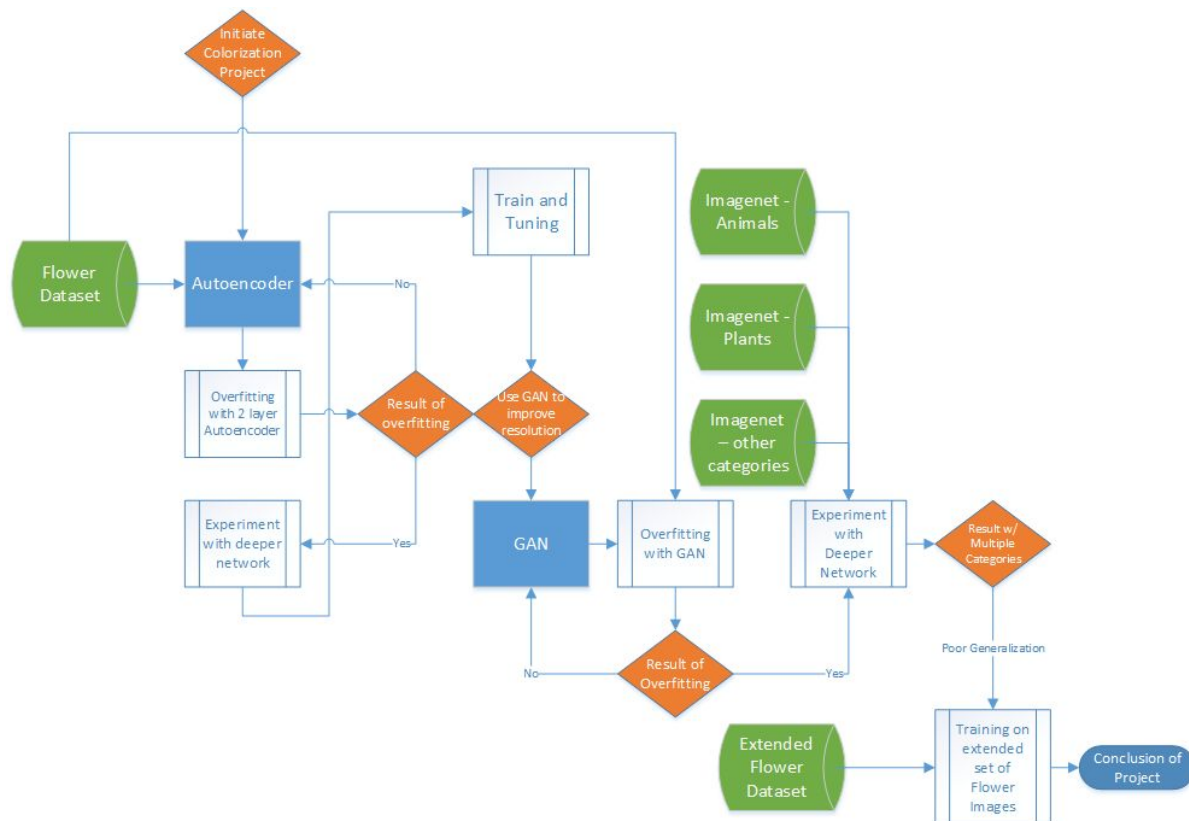 Initiate
Colorization
Project
Train and
Tuning
Imagenet -
Animals
Flower
Dataset
Autoencoder
No
Imagenet -
Plants
Overfitting
with 2 layer
Autoencoder
Result of
overfitting
Use GAN to
improve
resolution
Imagenet
– other
categories
Experiment
with deeper
network
Yes
GAN
Overfitting
with GAN
Experiment
with
Deeper
Network
Result w/
Multiple
Categories
No
Result of
Overfitting
Yes
Poor Generalization
Extended
Flower
Dataset
Training on
extended
set of
Flower
Images
Conclusion of
Project